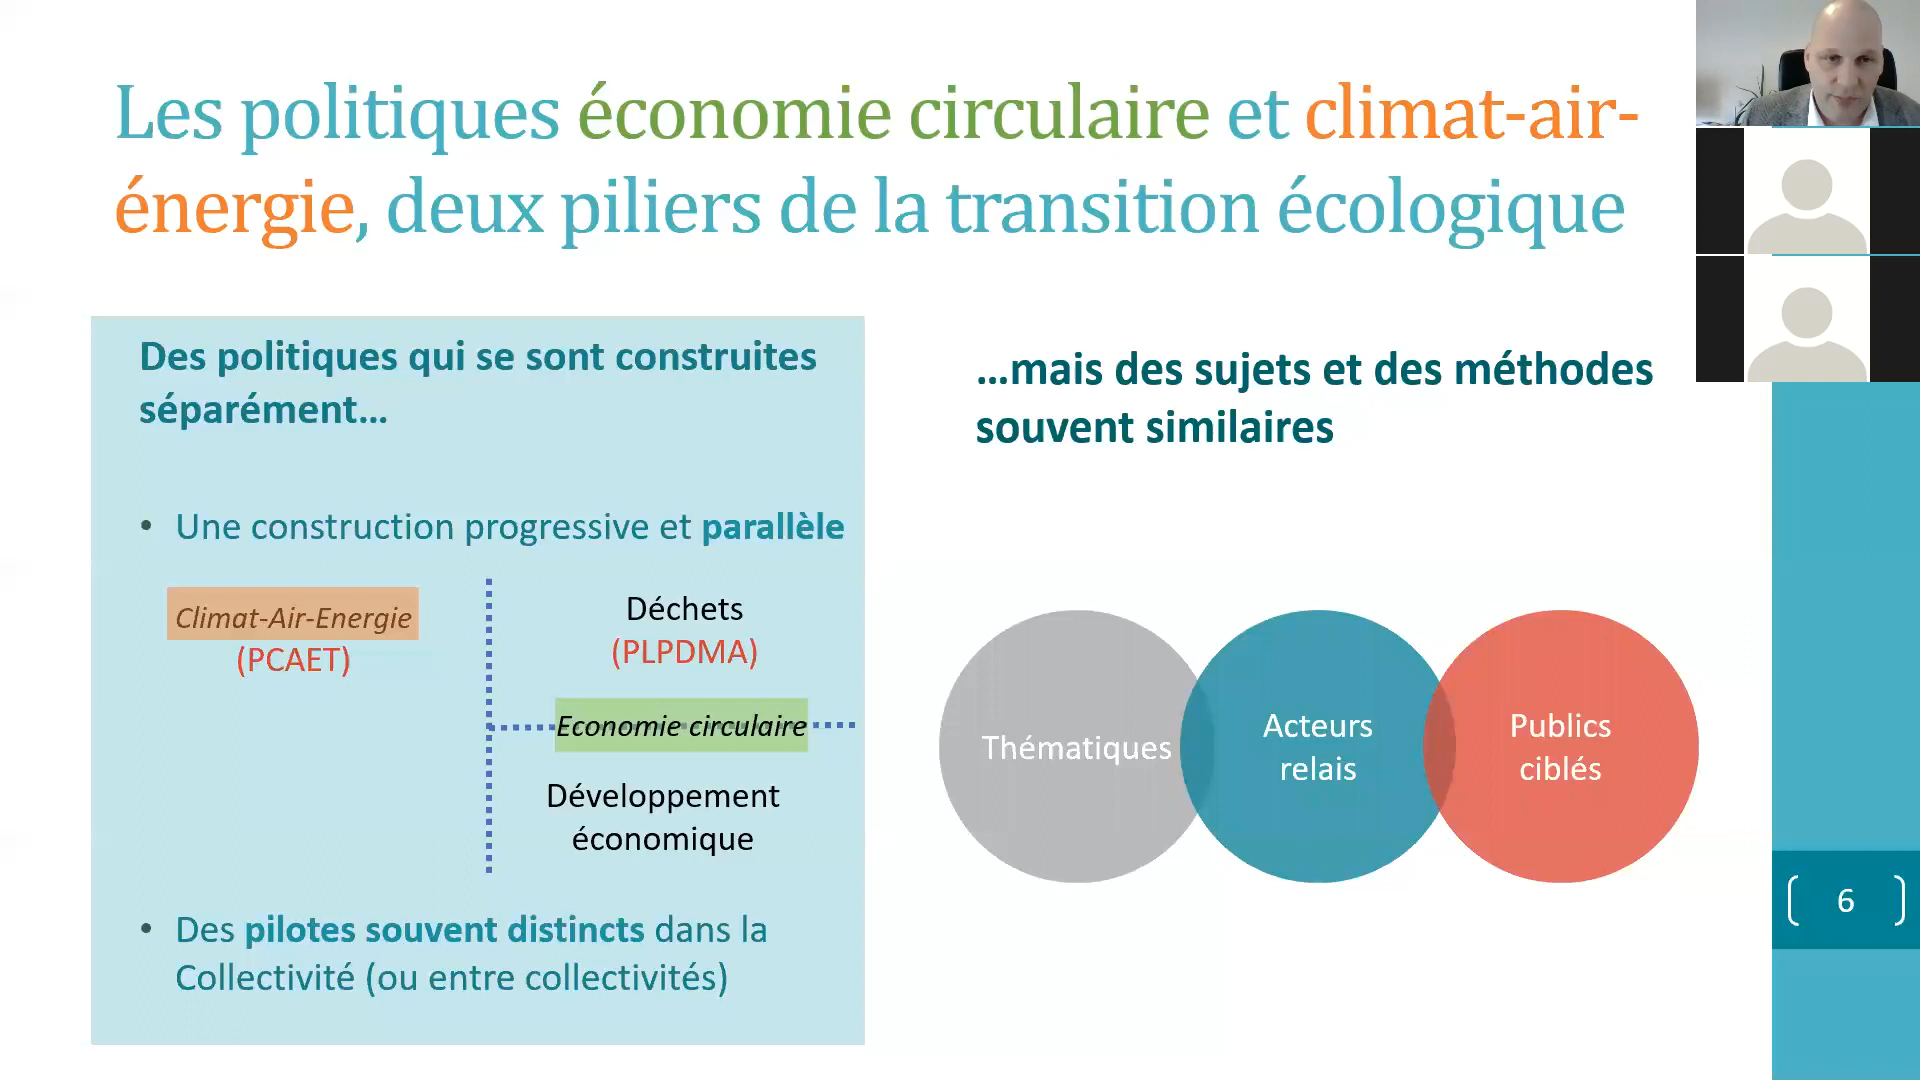 Les politiques économie circulaire et climat-air-
énergie, deux piliers de la transition écologique
Des politiques qui se sont construites
séparément...
• Une construction progressive et parallèle
Climat-Air-Energie
(PCAET)
Déchets
(PLPDMA)
Economie circulaire
Développement
économique
• Des pilotes souvent distincts dans la
Collectivité (ou entre collectivités)
...mais des sujets et des méthodes
souvent similaires
Thématiques
Acteurs
relais
Publics
ciblés
6